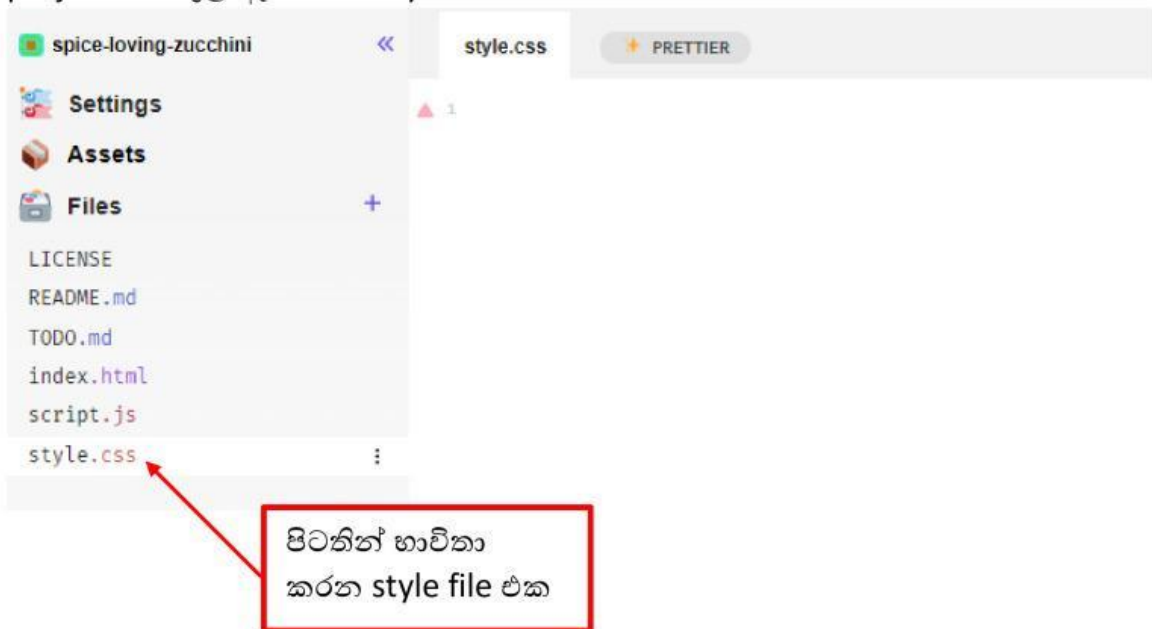 spice-loving-zucchini
style.css
PRETTIER
Settings
1
Assets
Files
LICENSE
README.md
TODO.md
index.html
script.js
style.css
පිටතින් භාවිතා
කරන style file එක